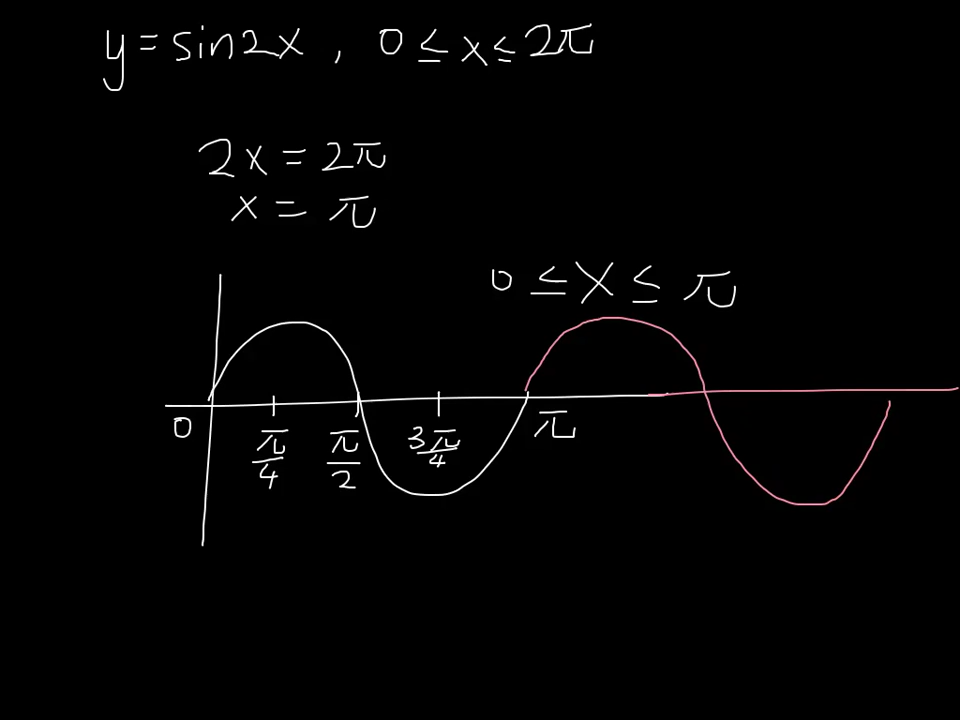 y = sin2x , 0 ≤ x ≤ 2π
2x = 2π
x = π
0 ≤ x ≤ π
0 π/4 π/2 3π/4 π